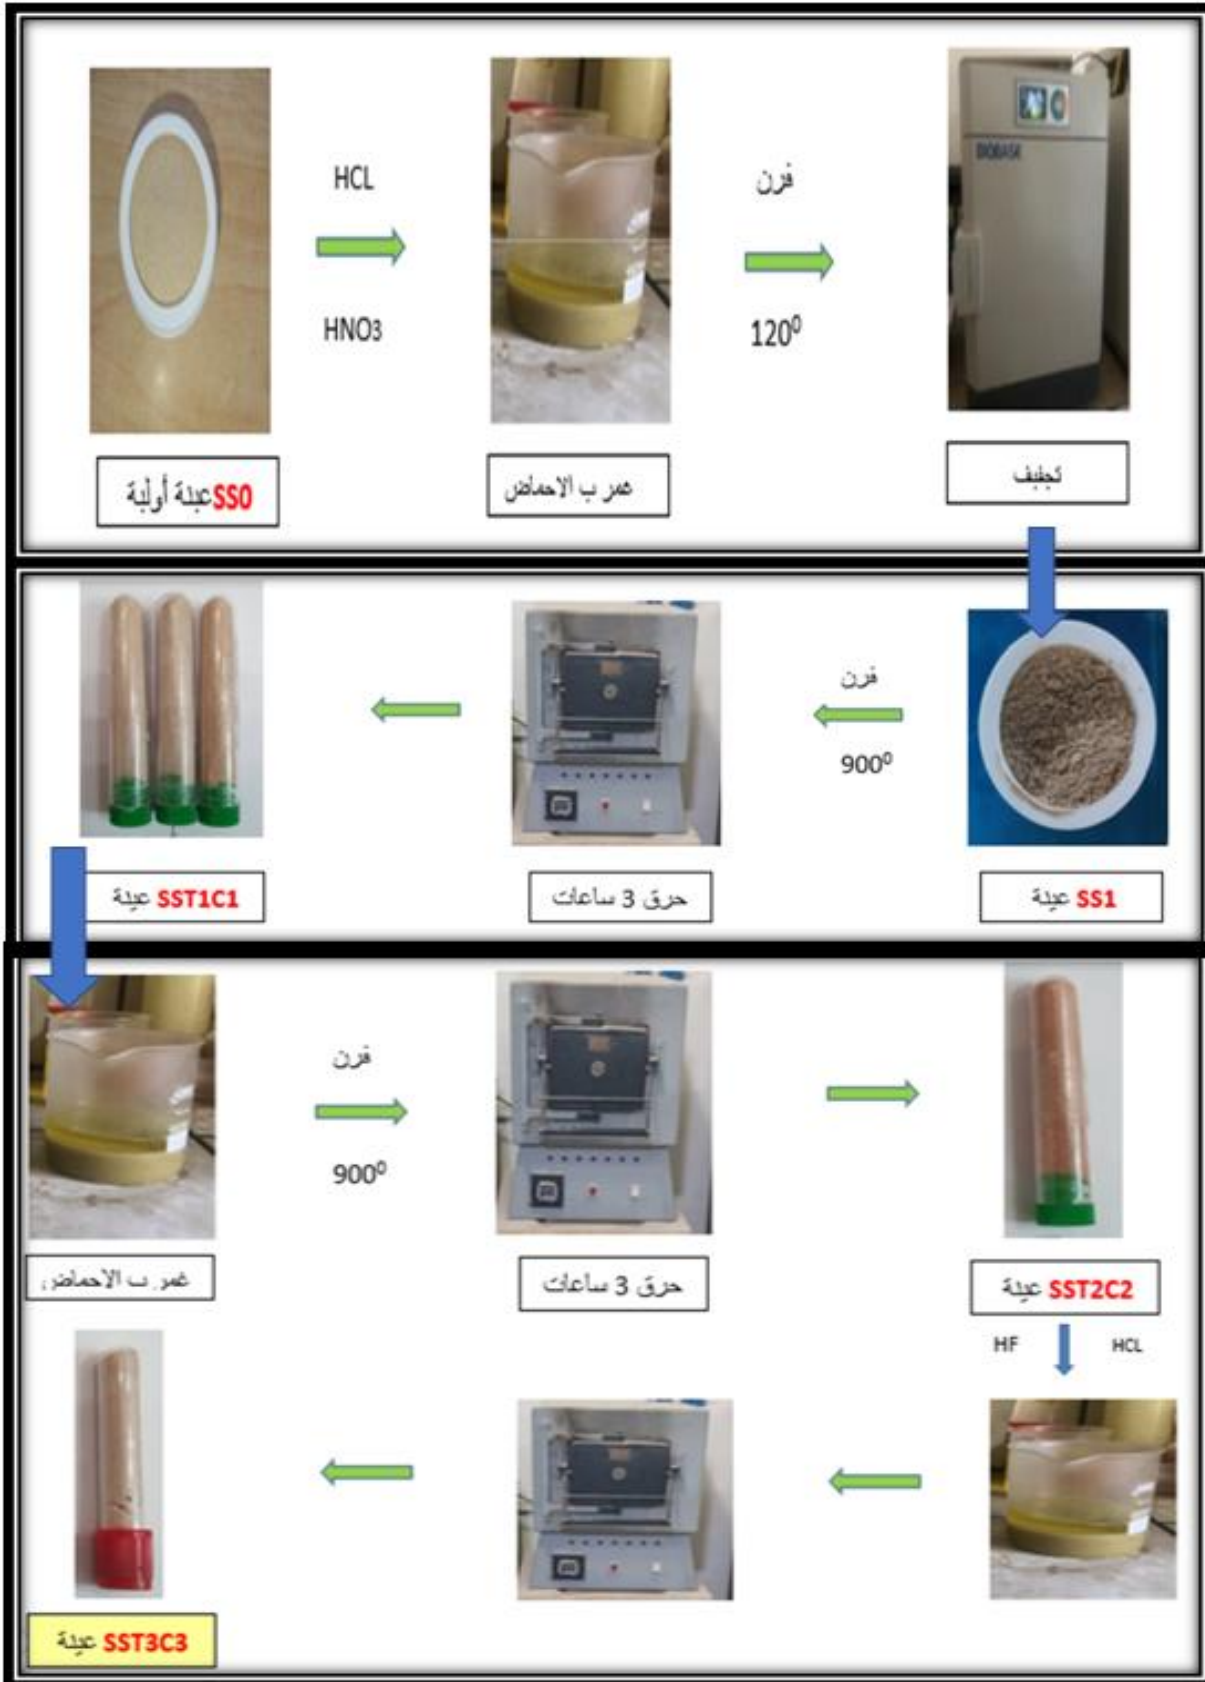 HCL
HNO3
فرن
120⁰
BIOBASE
عينة أولية SS0
غمر ب الاحماض
تجفيف
فرن
900⁰
عينة SST1C1
حرق 3 ساعات
عينة SS1
فرن
900⁰
غمر ب الاحماض
حرق 3 ساعات
عينة SST2C2
HF
HCL
عينة SST3C3